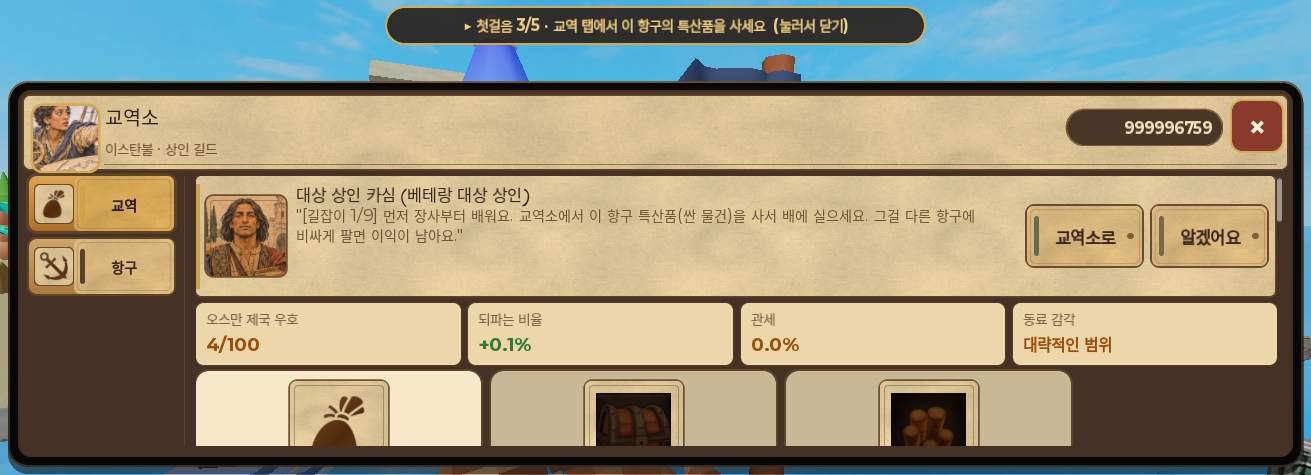 ▸ 첫걸음 3/5 · 교역 탭에서 이 항구의 특산품을 사세요 (눌러서 닫기)
교역소
이스탄불 · 상인 길드
999996759
×
교역
항구
대상 상인 카심 (베테랑 대상 상인)
"[길잡이 1/9] 먼저 장사부터 배워요. 교역소에서 이 항구 특산품(싼 물건)을 사서 배에 실으세요. 그걸 다른 항구에
비싸게 팔면 이익이 남아요."
교역소로
알겠어요
오스만 제국 우호
4/100
되파는 비율
+0.1%
관세
0.0%
동료 감각
대략적인 범위